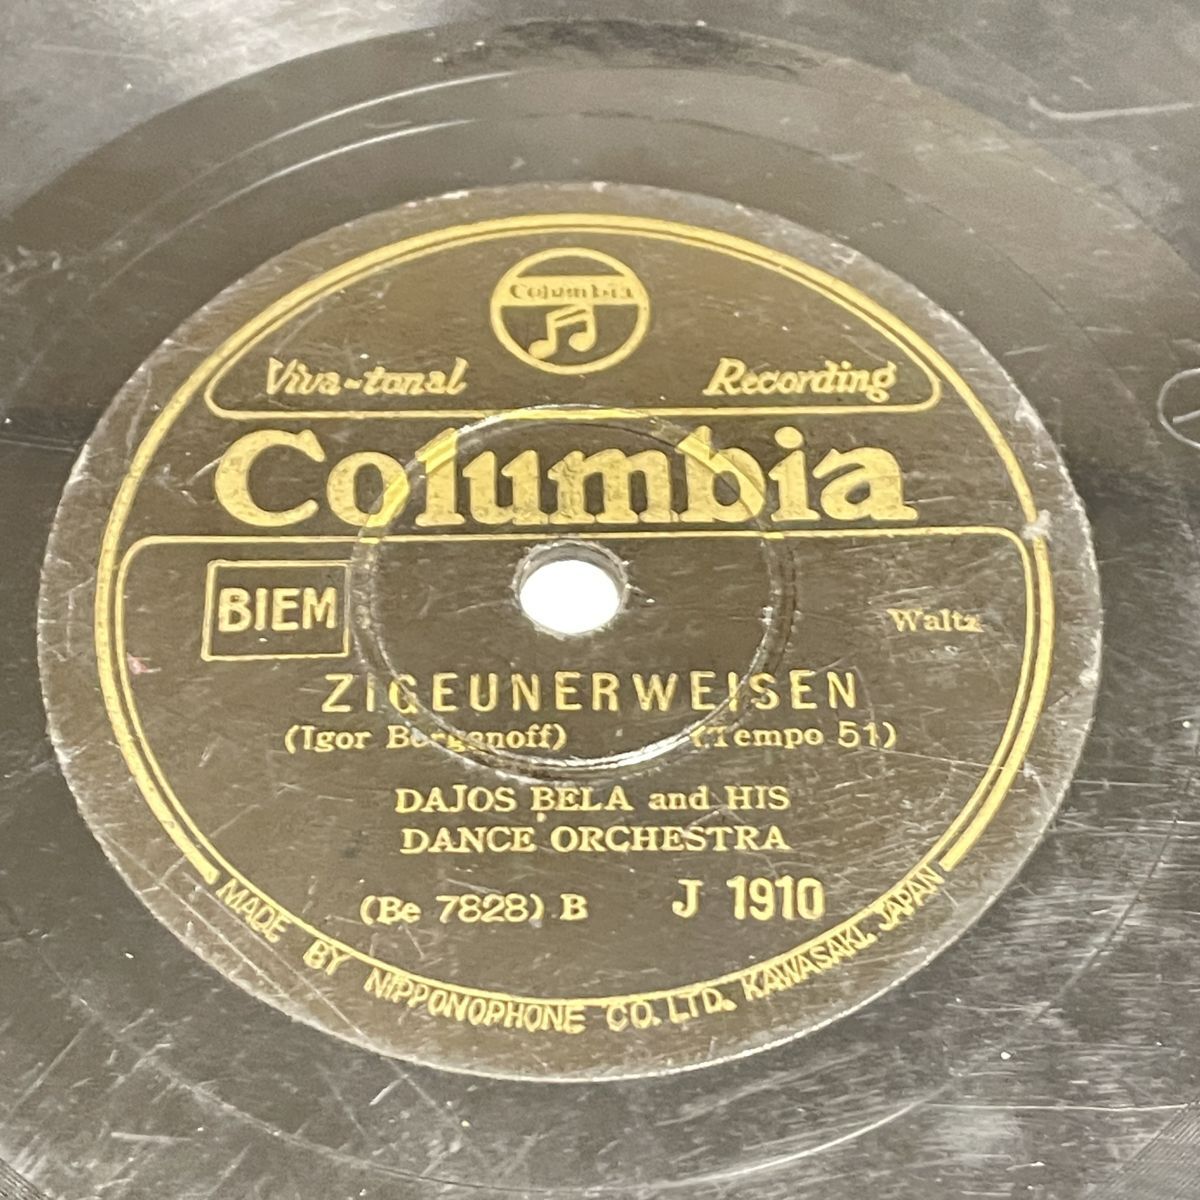 Columbia
Viva-tonal Recording
Columbia
BIEM
Waltz
ZIGEUNERWEISEN
(Igor Borganoff) (Tempo 51)
DAJOS BELA and HIS
DANCE ORCHESTRA
(Be 7828) B J 1910
MADE BY NIPPONOPHONE CO. LTD. KAWASAKI, JAPAN